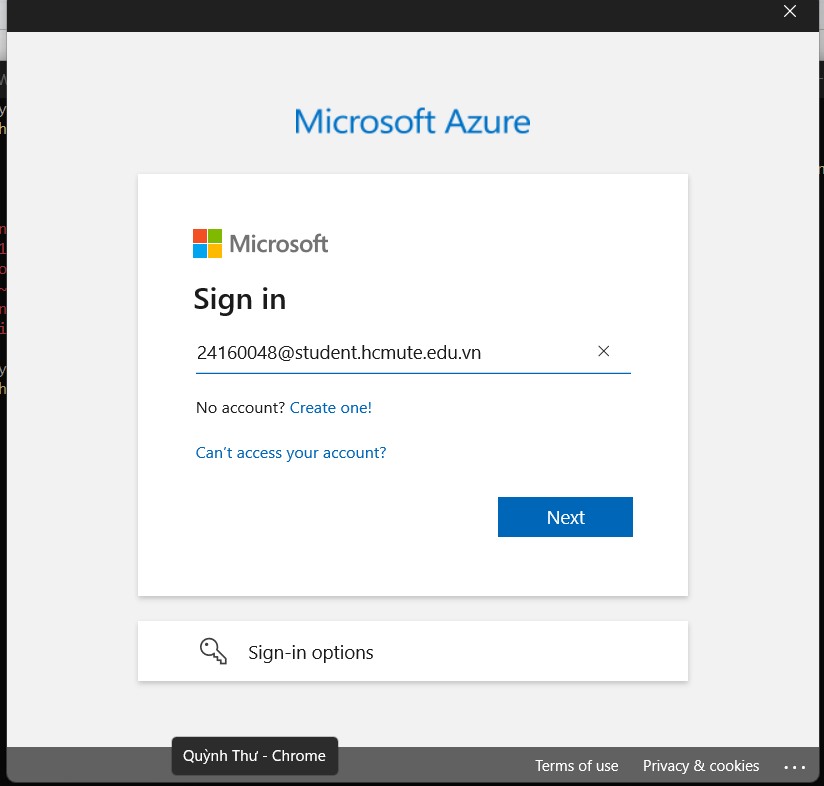 Microsoft Azure
Microsoft
Sign in
24160048@student.hcmute.edu.vn
No account? Create one!
Can't access your account?
Next
Sign-in options
Quỳnh Thư - Chrome
Terms of use Privacy & cookies ...